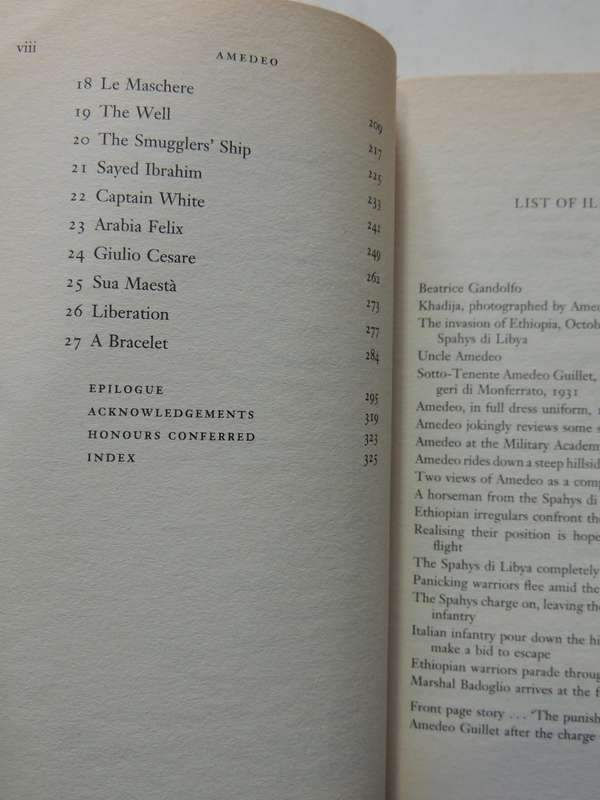 viii AMEDEO
18 Le Maschere 209
19 The Well 217
20 The Smugglers' Ship 225
21 Sayed Ibrahim 233
22 Captain White 241
23 Arabia Felix 249
24 Giulio Cesare 261
25 Sua Maestà 273
26 Liberation 277
27 A Bracelet 284
EPILOGUE 295
ACKNOWLEDGEMENTS 319
HONOURS CONFERRED 323
INDEX 325
LIST OF IL
Beatrice Gandolfo
Khadija, photographed by Ame
The invasion of Ethiopia, Octob
Spahys di Libya
Uncle Amedeo
Sotto-Tenente Amedeo Guillet,
geri di Monferrato, 1931
Amedeo, in full dress uniform, 1
Amedeo jokingly reviews some s
Amedeo at the Military Academ
Amedeo rides down a steep hillsid
Two views of Amedeo as a comp
A horseman from the Spahys di
Ethiopian irregulars confront the
Realising their position is hope
flight
The Spahys di Libya completely
Panicking warriors flee amid the
The Spahys charge on, leaving the
infantry
Italian infantry pour down the hi
make a bid to escape
Ethiopian warriors parade through
Marshal Badoglio arrives at the f
Front page story . . . 'The punish
Amedeo Guillet after the charge